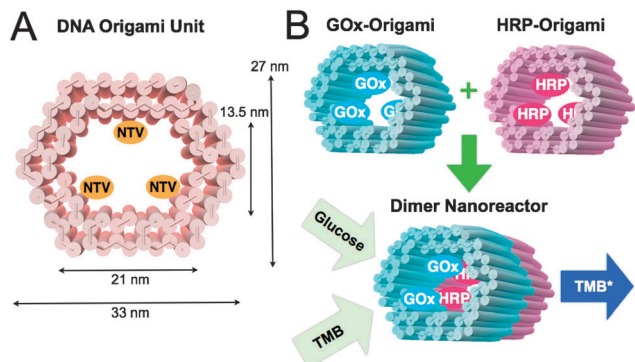 A
DNA Origami Unit
27 nm
13.5 nm
NTV
NTV
NTV
21 nm
33 nm
B
GOx-Origami
HRP-Origami
GOx
GOx
+
HRP
HRP
Dimer Nanoreactor
Glucose
TMB
GOx
GOx
HRP
TMB*